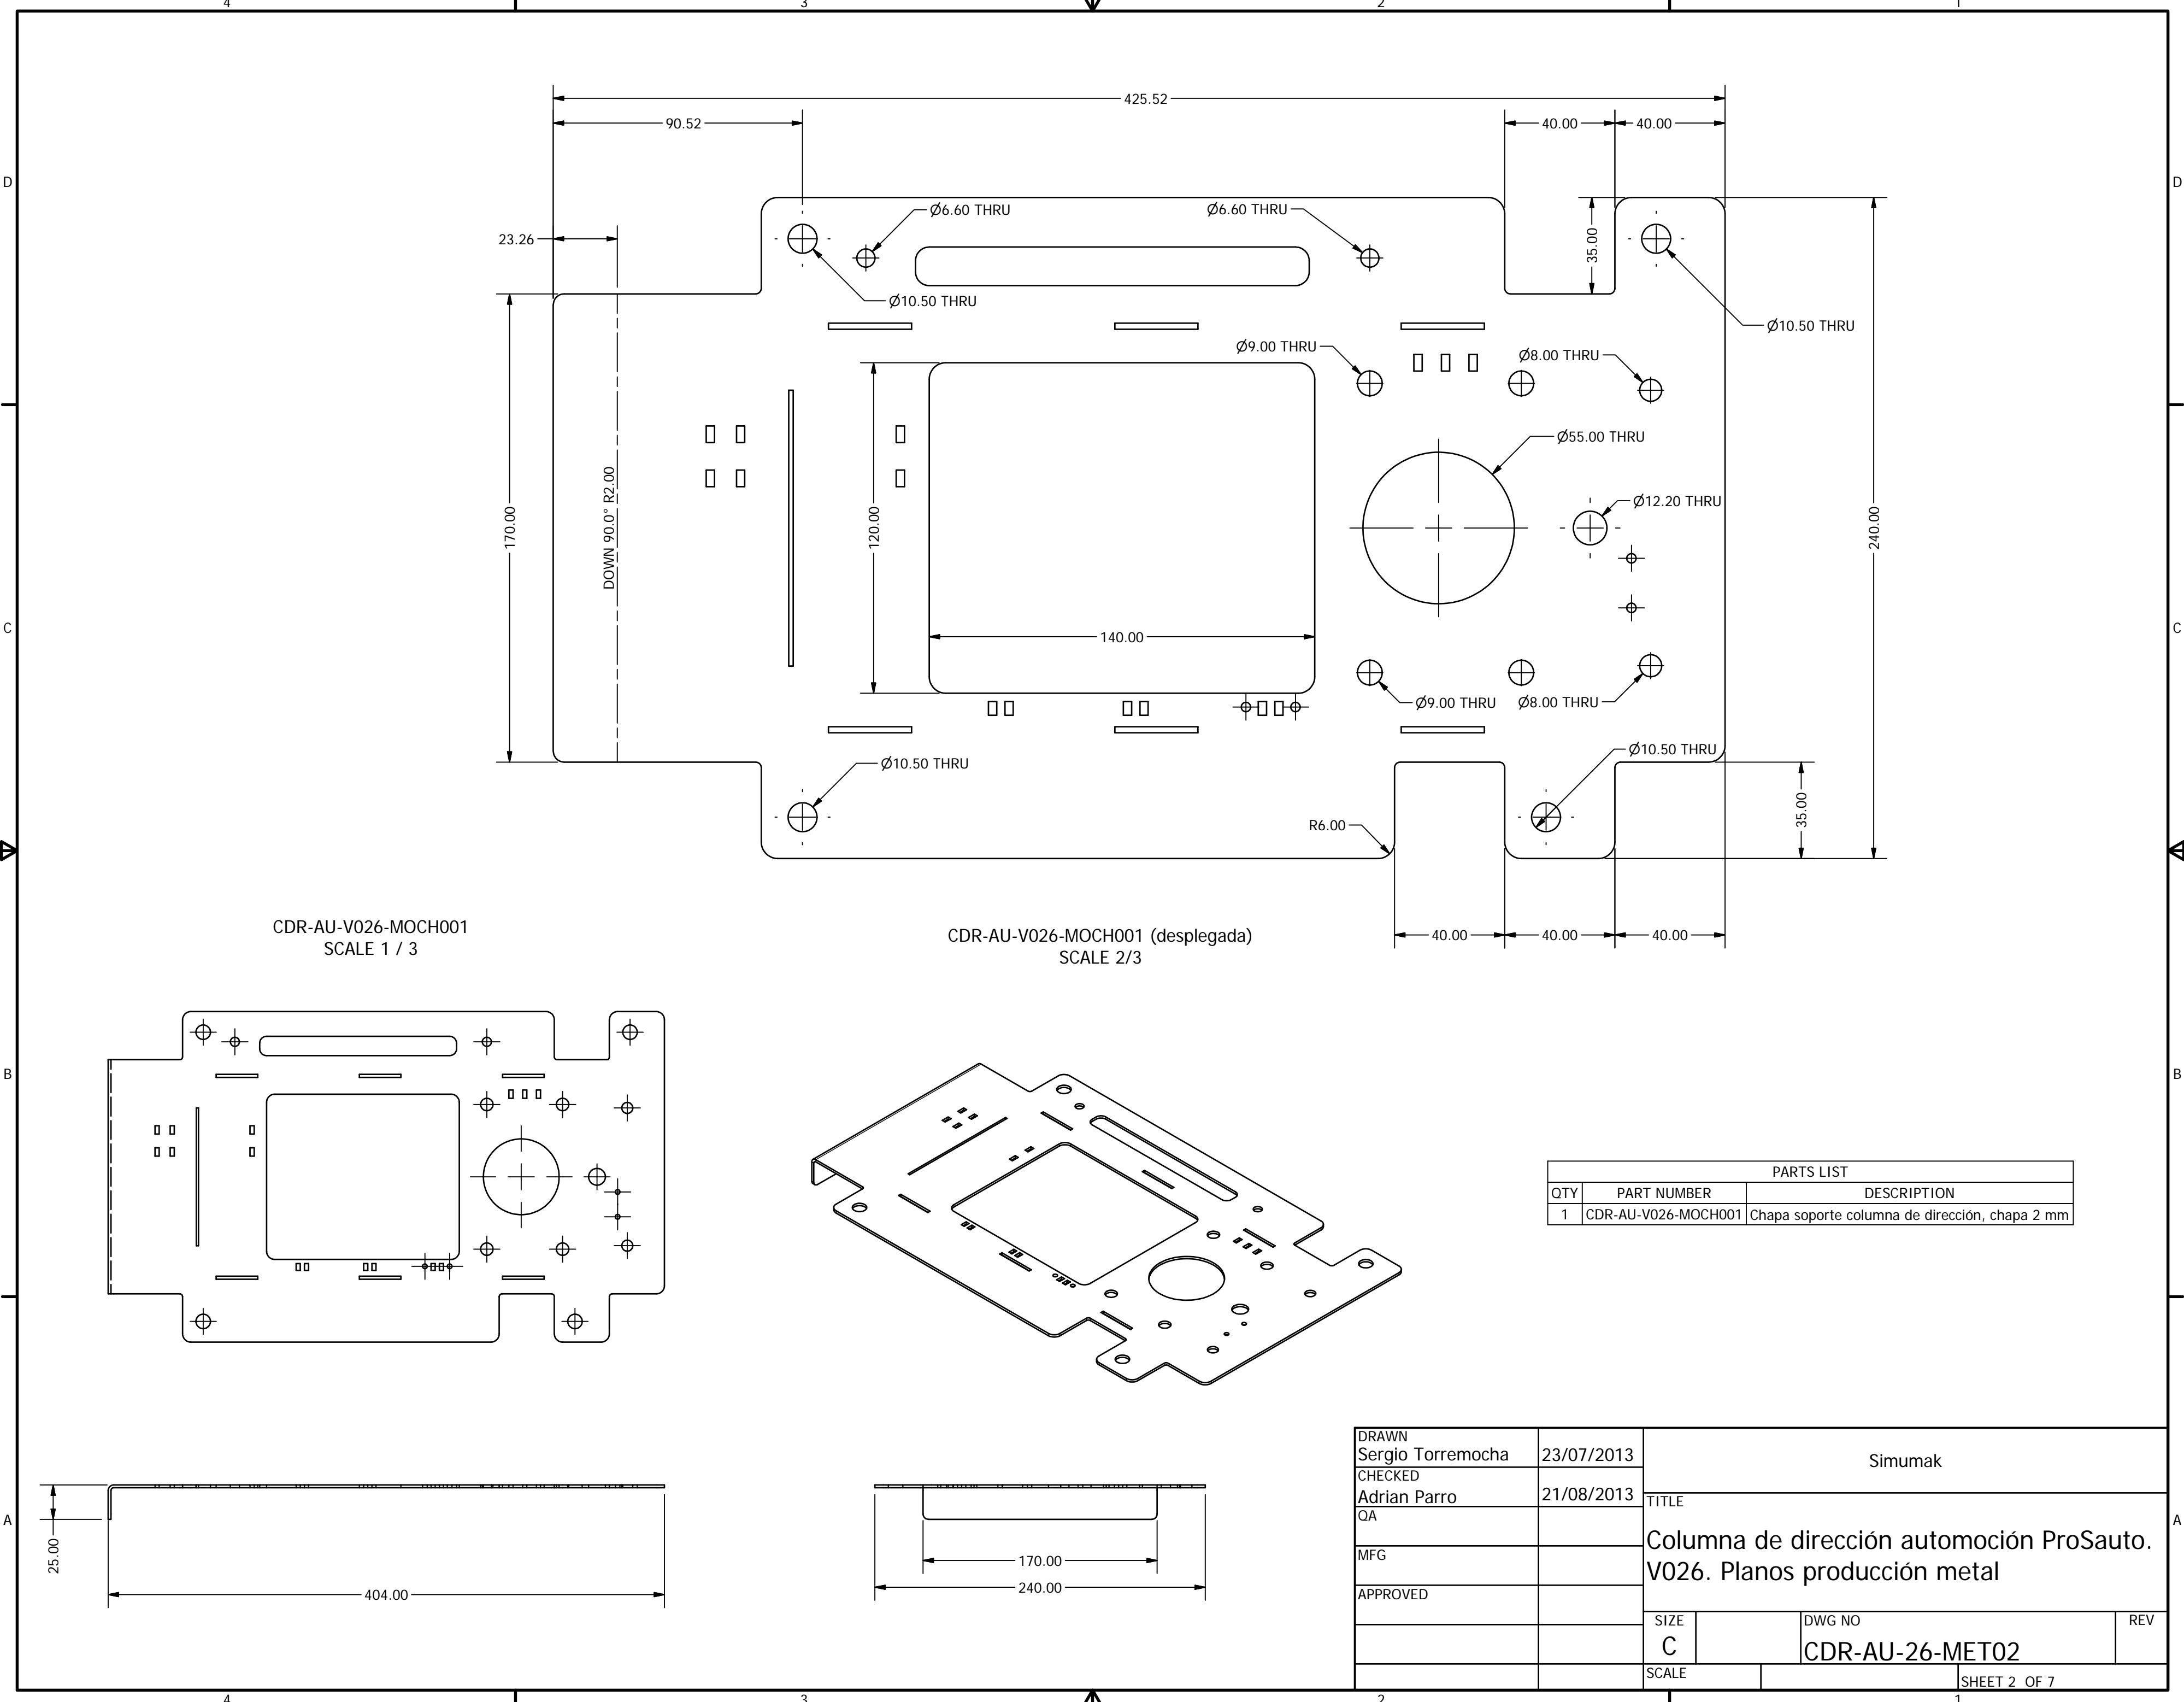 4 3 2 1
425.52
90.52
40.00
40.00
D
D
Ø6.60 THRU
Ø6.60 THRU
23.26
35.00
Ø10.50 THRU
Ø10.50 THRU
Ø9.00 THRU
Ø8.00 THRU
Ø55.00 THRU
Ø12.20 THRU
DOWN 90.0° R2.00
170.00
120.00
240.00
C
C
140.00
Ø9.00 THRU
Ø8.00 THRU
Ø10.50 THRU
Ø10.50 THRU
R6.00
35.00
40.00
40.00
40.00
CDR-AU-V026-MOCH001
SCALE 1 / 3
CDR-AU-V026-MOCH001 (desplegada)
SCALE 2/3
B
B
PARTS LIST
QTY PART NUMBER DESCRIPTION
1 CDR-AU-V026-MOCH001 Chapa soporte columna de dirección, chapa 2 mm
A
A
25.00
404.00
170.00
240.00
DRAWN
Sergio Torremocha 23/07/2013
CHECKED
Adrian Parro 21/08/2013
QA
MFG
APPROVED
Simumak
TITLE
Columna de dirección automoción ProSauto.
V026. Planos producción metal
SIZE
C
DWG NO
CDR-AU-26-MET02
REV
SCALE
SHEET 2 OF 7
4 3 2 1